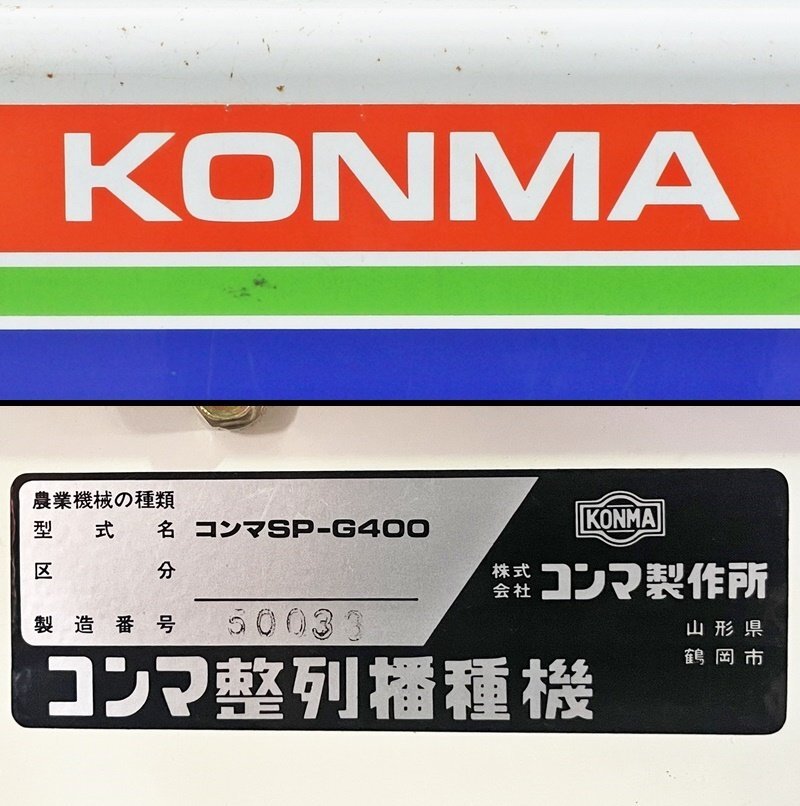 KONMA
農業機械の種類
型式名 コンマSP-G400
区分
製造番号 50033
KONMA
株式会社 コンマ製作所
山形県
鶴岡市
コンマ整列播種機